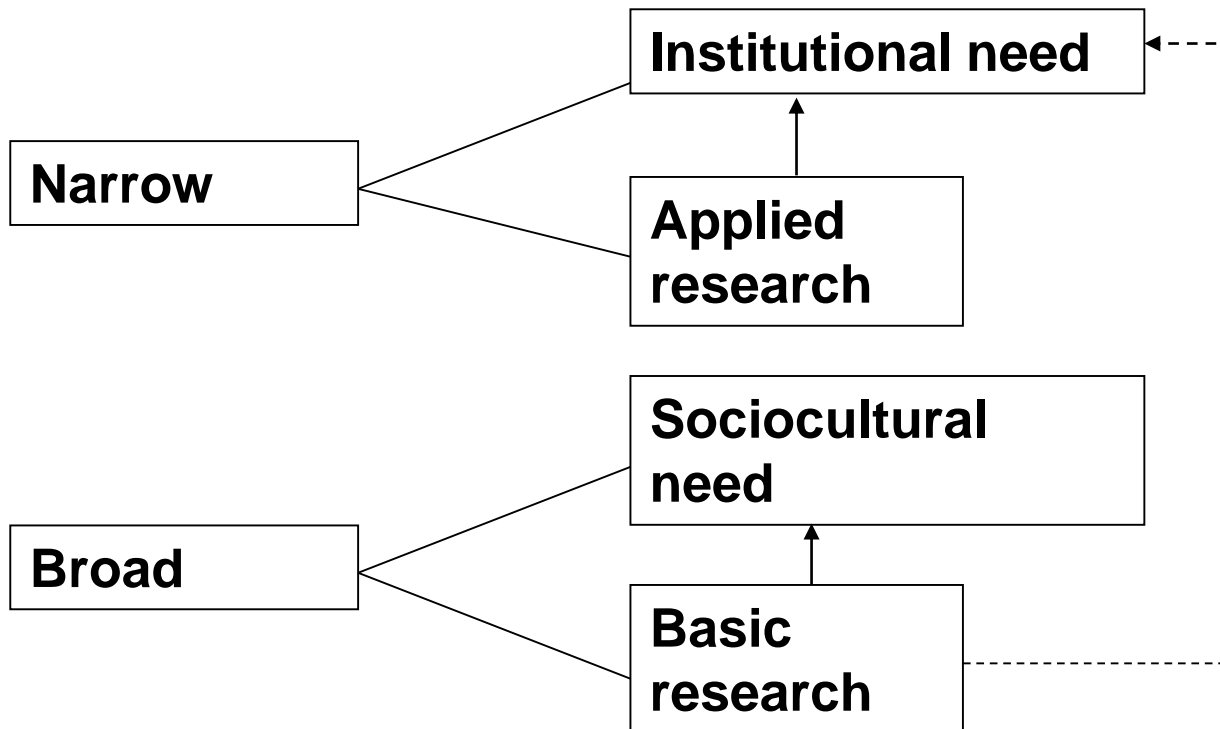 Institutional need
Narrow
Applied
research
Sociocultural
need
Broad
Basic
research